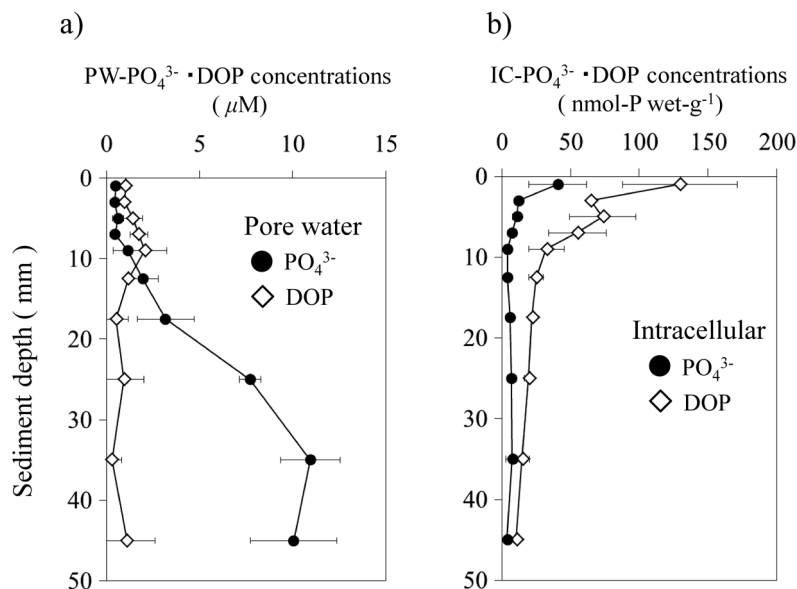 a)
PW-PO₄³⁻ ・DOP concentrations
( μM)
0 5 10 15
0
10
20
30
40
50
Sediment depth ( mm)
Pore water
PO₄³⁻
DOP
b)
IC-PO₄³⁻ ・DOP concentrations
( nmol-P wet-g⁻¹)
0 50 100 150 200
0
10
20
30
40
50
Intracellular
PO₄³⁻
DOP